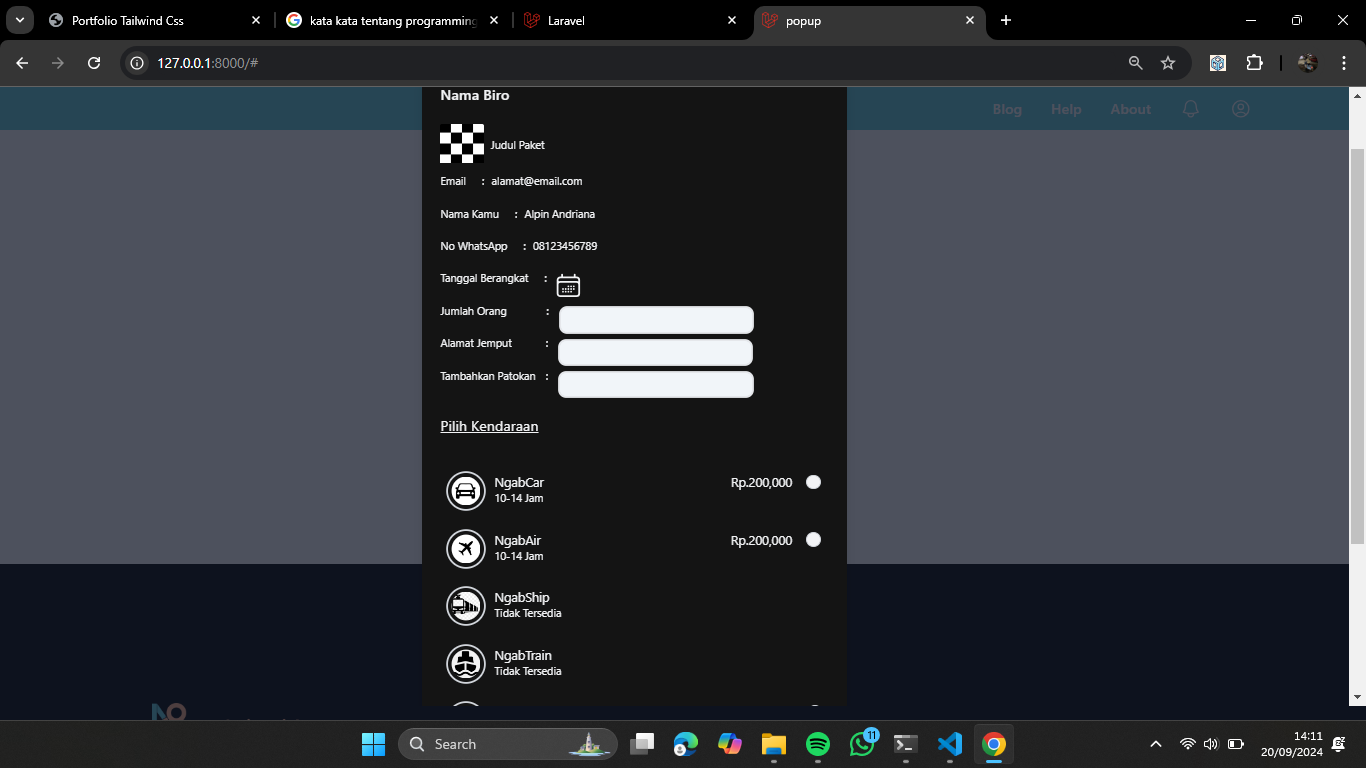 Portfolio Tailwind Css
kata kata tentang programming
Laravel
popup
127.0.0.1:8000/#
Blog Help About
Nama Biro
Judul Paket
Email : alamat@email.com
Nama Kamu : Alpin Andriana
No WhatsApp : 08123456789
Tanggal Berangkat :
Jumlah Orang :
Alamat Jemput :
Tambahkan Patokan :
Pilih Kendaraan
NgabCar Rp.200,000
10-14 Jam
NgabAir Rp.200,000
10-14 Jam
NgabShip
Tidak Tersedia
NgabTrain
Tidak Tersedia
Search
11
14:11
20/09/2024